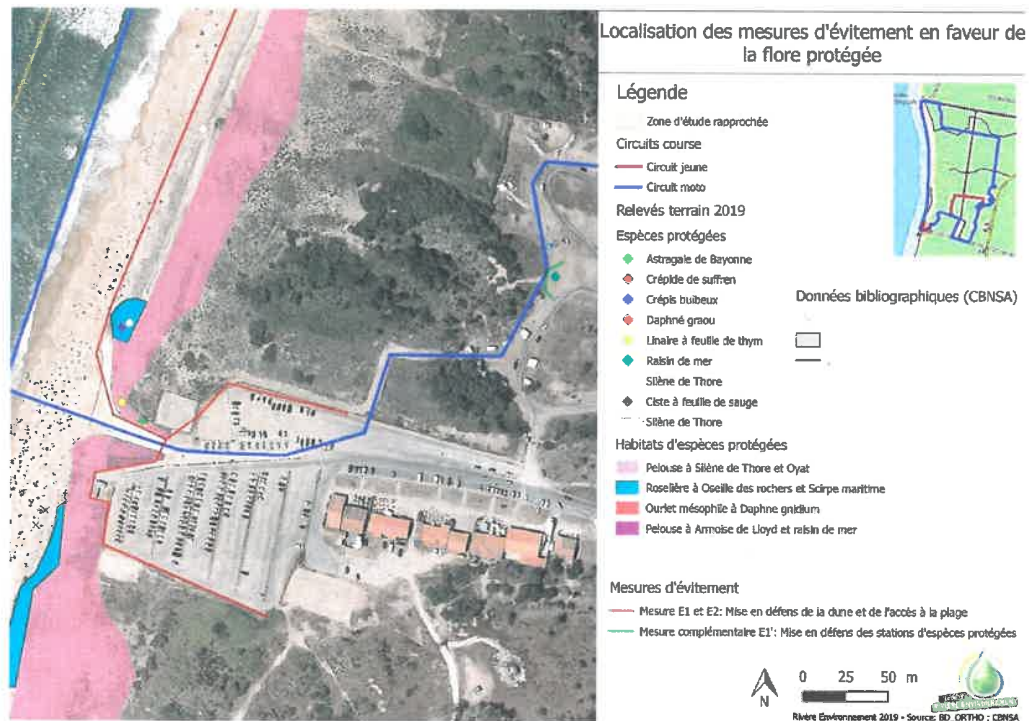 Localisation des mesures d'évitement en faveur de
la flore protégée
Légende
Zone d'étude rapprochée
Circuits course
Circuit jeune
Circuit moto
Relevés terrain 2019
Espèces protégées
Astragale de Bayonne
Crépide de suffren
Crépis bulbeux
Daphné graou
Linaire à feuille de thym
Raisin de mer
Silène de Thore
Ciste à feuille de sauge
Silène de Thore
Données bibliographiques (CBNSA)
Habitats d'espèces protégées
Pelouse à Silène de Thore et Oyat
Roselière à Oseille des rochers et Scirpe maritime
Ourlet mésophile à Daphne gnidium
Pelouse à Armoise de Lloyd et raisin de mer
Mesures d'évitement
Mesure E1 et E2: Mise en défens de la dune et de l'accès à la plage
Mesure complémentaire E1': Mise en défens des stations d'espèces protégées
N
0 25 50 m
RIVIÈRE ENVIRONNEMENT
Rivère Environnement 2019 - Source: BD_ORTHO ; CBNSA